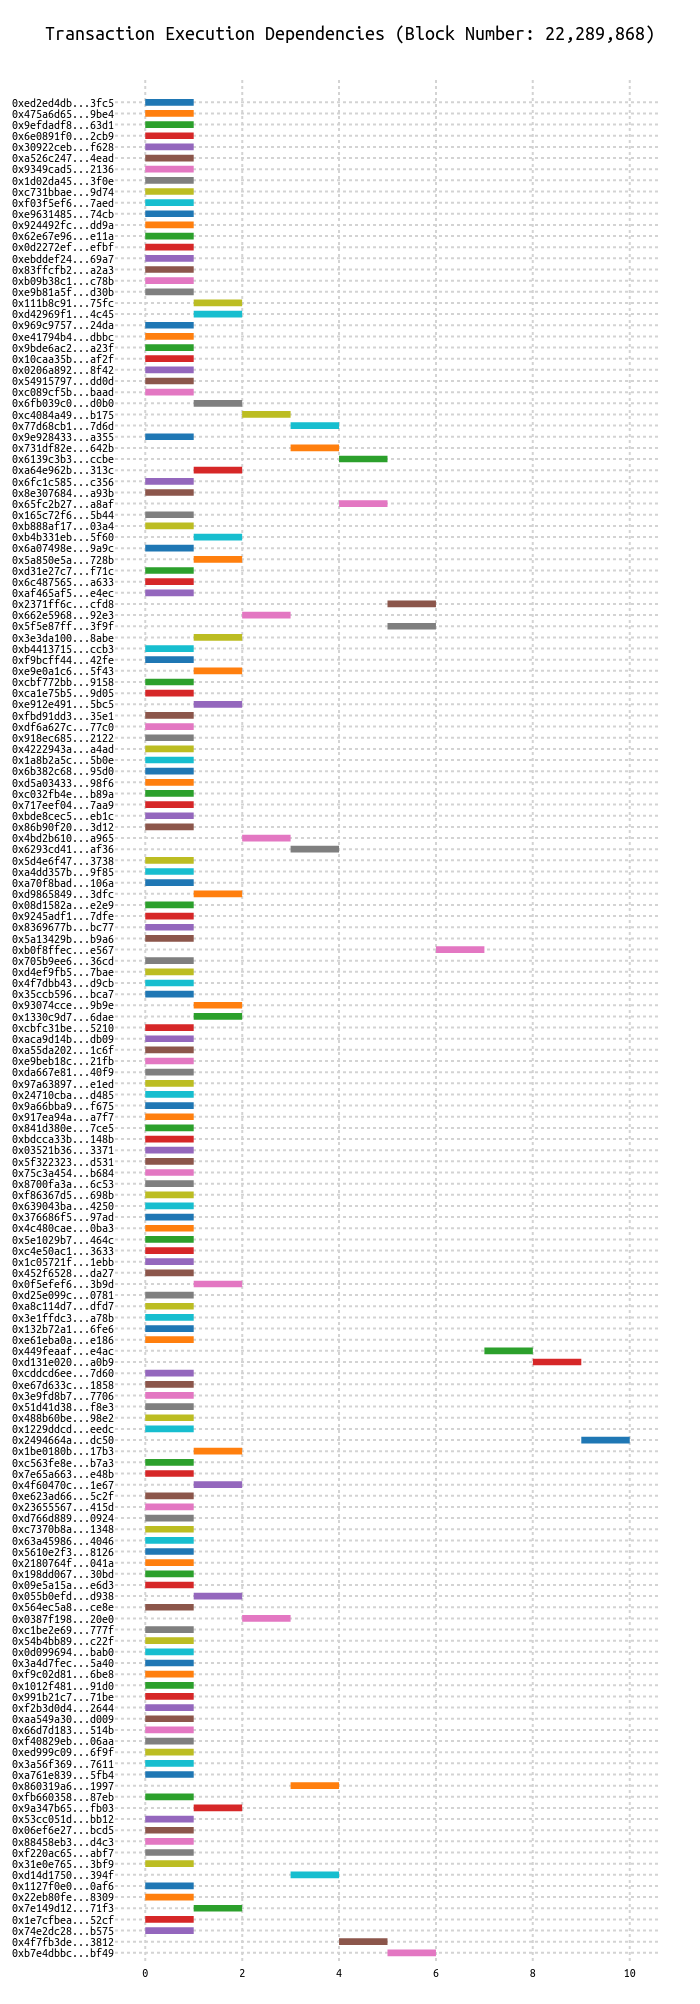 Transaction Execution Dependencies (Block Number: 22,289,868)
0xed2ed4db...3fc5
0x475a6d65...9be4
0x9efdadf8...63d1
0x6e0891f0...2cb9
0x30922ceb...f628
0xa526c247...4ead
0x9349cad5...2136
0x1d02da45...3f0e
0xc731bbae...9d74
0xf03f5ef6...7aed
0xe9631485...74cb
0x924492fc...dd9a
0x62e67e96...e11a
0x0d2272ef...efbf
0xebddef24...69a7
0x83ffcfb2...a2a3
0xb09b38c1...c78b
0xe9b81a5f...d30b
0x111b8c91...75fc
0xd42969f1...4c45
0x969c9757...24da
0xe41794b4...dbbc
0x9bde6ac2...a23f
0x10caa35b...af2f
0x0206a892...8f42
0x54915797...dd0d
0xc089cf5b...baad
0x6fb039c0...d0b0
0xc4084a49...b175
0x77d68cb1...7d6d
0x9e928433...a355
0x731df82e...642b
0x6139c3b3...ccbe
0xa64e962b...313c
0x6fc1c585...c356
0x8e307684...a93b
0x65fc2b27...a8af
0x165c72f6...5b44
0xb888af17...03a4
0xb4b331eb...5f60
0x6a07498e...9a9c
0x5a850e5a...728b
0xd31e27c7...f71c
0x6c487565...a633
0xaf465af5...e4ec
0x2371ff6c...cfd8
0x662e5968...92e3
0x5f5e87ff...3f9f
0x3e3da100...8abe
0xb4413715...ccb3
0xf9bcff44...42fe
0xe9e0a1c6...5f43
0xcbf772bb...9158
0xca1e75b5...9d05
0xe912e491...5bc5
0xfbd91dd3...35e1
0xdf6a627c...77c0
0x918ec685...2122
0x4222943a...a4ad
0x1a8b2a5c...5b0e
0x6b382c68...95d0
0xd5a03433...98f6
0xc032fb4e...b89a
0x717eef04...7aa9
0xbde8cec5...eb1c
0x86b90f20...3d12
0x4bd2b610...a965
0x6293cd41...af36
0x5d4e6f47...3738
0xa4dd357b...9f85
0xa70f8bad...106a
0xd9865849...3dfc
0x08d1582a...e2e9
0x9245adf1...7dfe
0x8369677b...bc77
0x5a13429b...b9a6
0xb0f8ffec...e567
0x705b9ee6...36cd
0xd4ef9fb5...7bae
0x4f7dbb43...d9cb
0x35ccb596...bca7
0x93074cce...9b9e
0x1330c9d7...6dae
0xcbfc31be...5210
0xaca9d14b...db09
0xa55da202...1c6f
0xe9beb18c...21fb
0xda667e81...40f9
0x97a63897...e1ed
0x24710cba...d485
0x9a66bba9...f675
0x917ea94a...a7f7
0x841d380e...7ce5
0xbdcca33b...148b
0x03521b36...3371
0x5f322323...d531
0x75c3a454...b684
0x8700fa3a...6c53
0xf86367d5...698b
0x639043ba...4250
0x376686f5...97ad
0x4c480cae...0ba3
0x5e1029b7...464c
0xc4e50ac1...3633
0x1c05721f...1ebb
0x452f6528...da27
0x0f5efef6...3b9d
0xd25e099c...0781
0xa8c114d7...dfd7
0x3e1ffdc3...a78b
0x132b72a1...6fe6
0xe61eba0a...e186
0x449feaaf...e4ac
0xd131e020...a0b9
0xcddcd6ee...7d60
0xe67d633c...1858
0x3e9fd8b7...7706
0x51d41d38...f8e3
0x488b60be...98e2
0x1229ddcd...eedc
0x2494664a...dc50
0x1be0180b...17b3
0xc563fe8e...b7a3
0x7e65a663...e48b
0x4f60470c...1e67
0xe623ad66...5c2f
0x23655567...415d
0xd766d889...0924
0xc7370b8a...1348
0x63a45986...4046
0x5610e2f3...8126
0x2180764f...041a
0x198dd067...30bd
0x09e5a15a...e6d3
0x055b0efd...d938
0x564ec5a8...ce8e
0x0387f198...20e0
0xc1be2e69...777f
0x54b4bb89...c22f
0x0d099694...bab0
0x3a4d7fec...5a40
0xf9c02d81...6be8
0x1012f481...91d0
0x991b21c7...71be
0xf2b3d0d4...2644
0xaa549a30...d009
0x66d7d183...514b
0xf40829eb...06aa
0xed999c09...6f9f
0x3a56f369...7611
0xa761e839...5fb4
0x860319a6...1997
0xfb660358...87eb
0x9a347b65...fb03
0x53cc051d...bb12
0x06ef6e27...bcd5
0x88458eb3...d4c3
0xf220ac65...abf7
0x31e0e765...3bf9
0xd14d1750...394f
0x1127f0e0...0af6
0x22eb80fe...8309
0x7e149d12...71f3
0x1e7cfbea...52cf
0x74e2dc28...b575
0x4f7fb3de...3812
0xb7e4dbbc...bf49
0 2 4 6 8 10